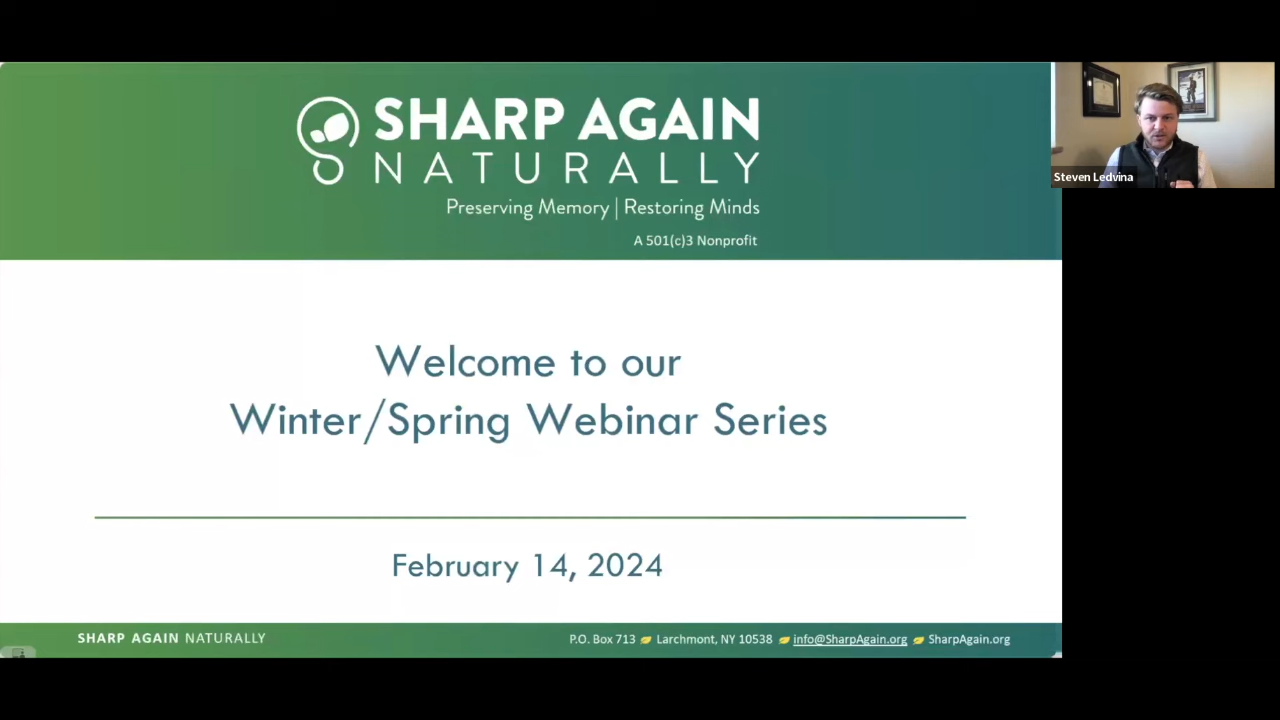 SHARP AGAIN
NATURALLY
Preserving Memory | Restoring Minds
A 501(c)3 Nonprofit
Steven Ledvina
Welcome to our
Winter/Spring Webinar Series
February 14, 2024
SHARP AGAIN NATURALLY
P.O. Box 713 Larchmont, NY 10538 info@SharpAgain.org SharpAgain.org